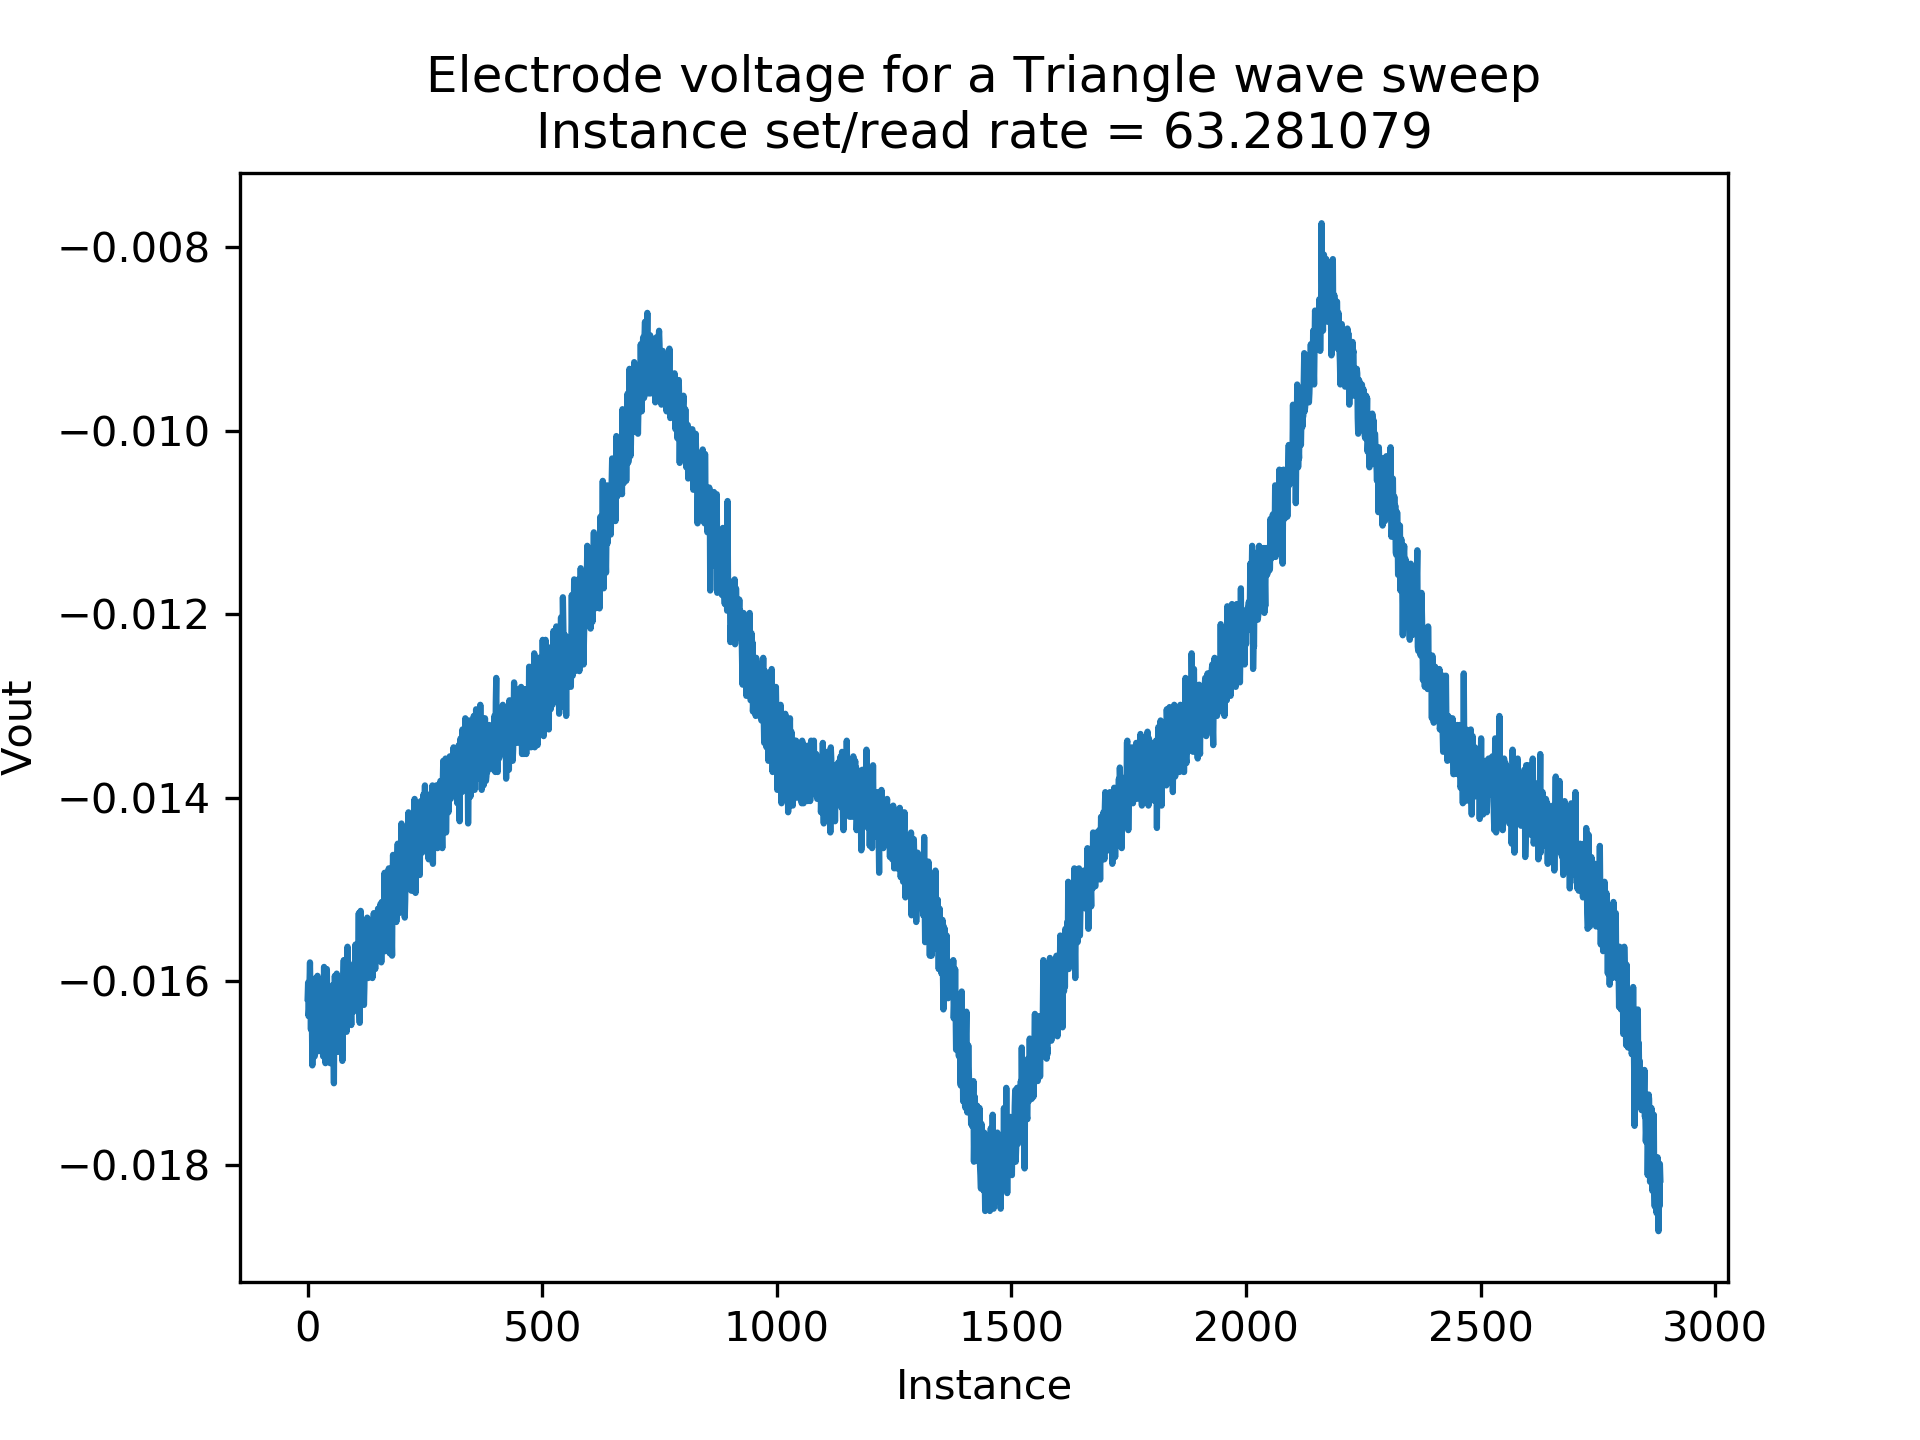 Electrode voltage for a Triangle wave sweep
Instance set/read rate = 63.281079
Vout
−0.008
−0.010
−0.012
−0.014
−0.016
−0.018
0 500 1000 1500 2000 2500 3000
Instance